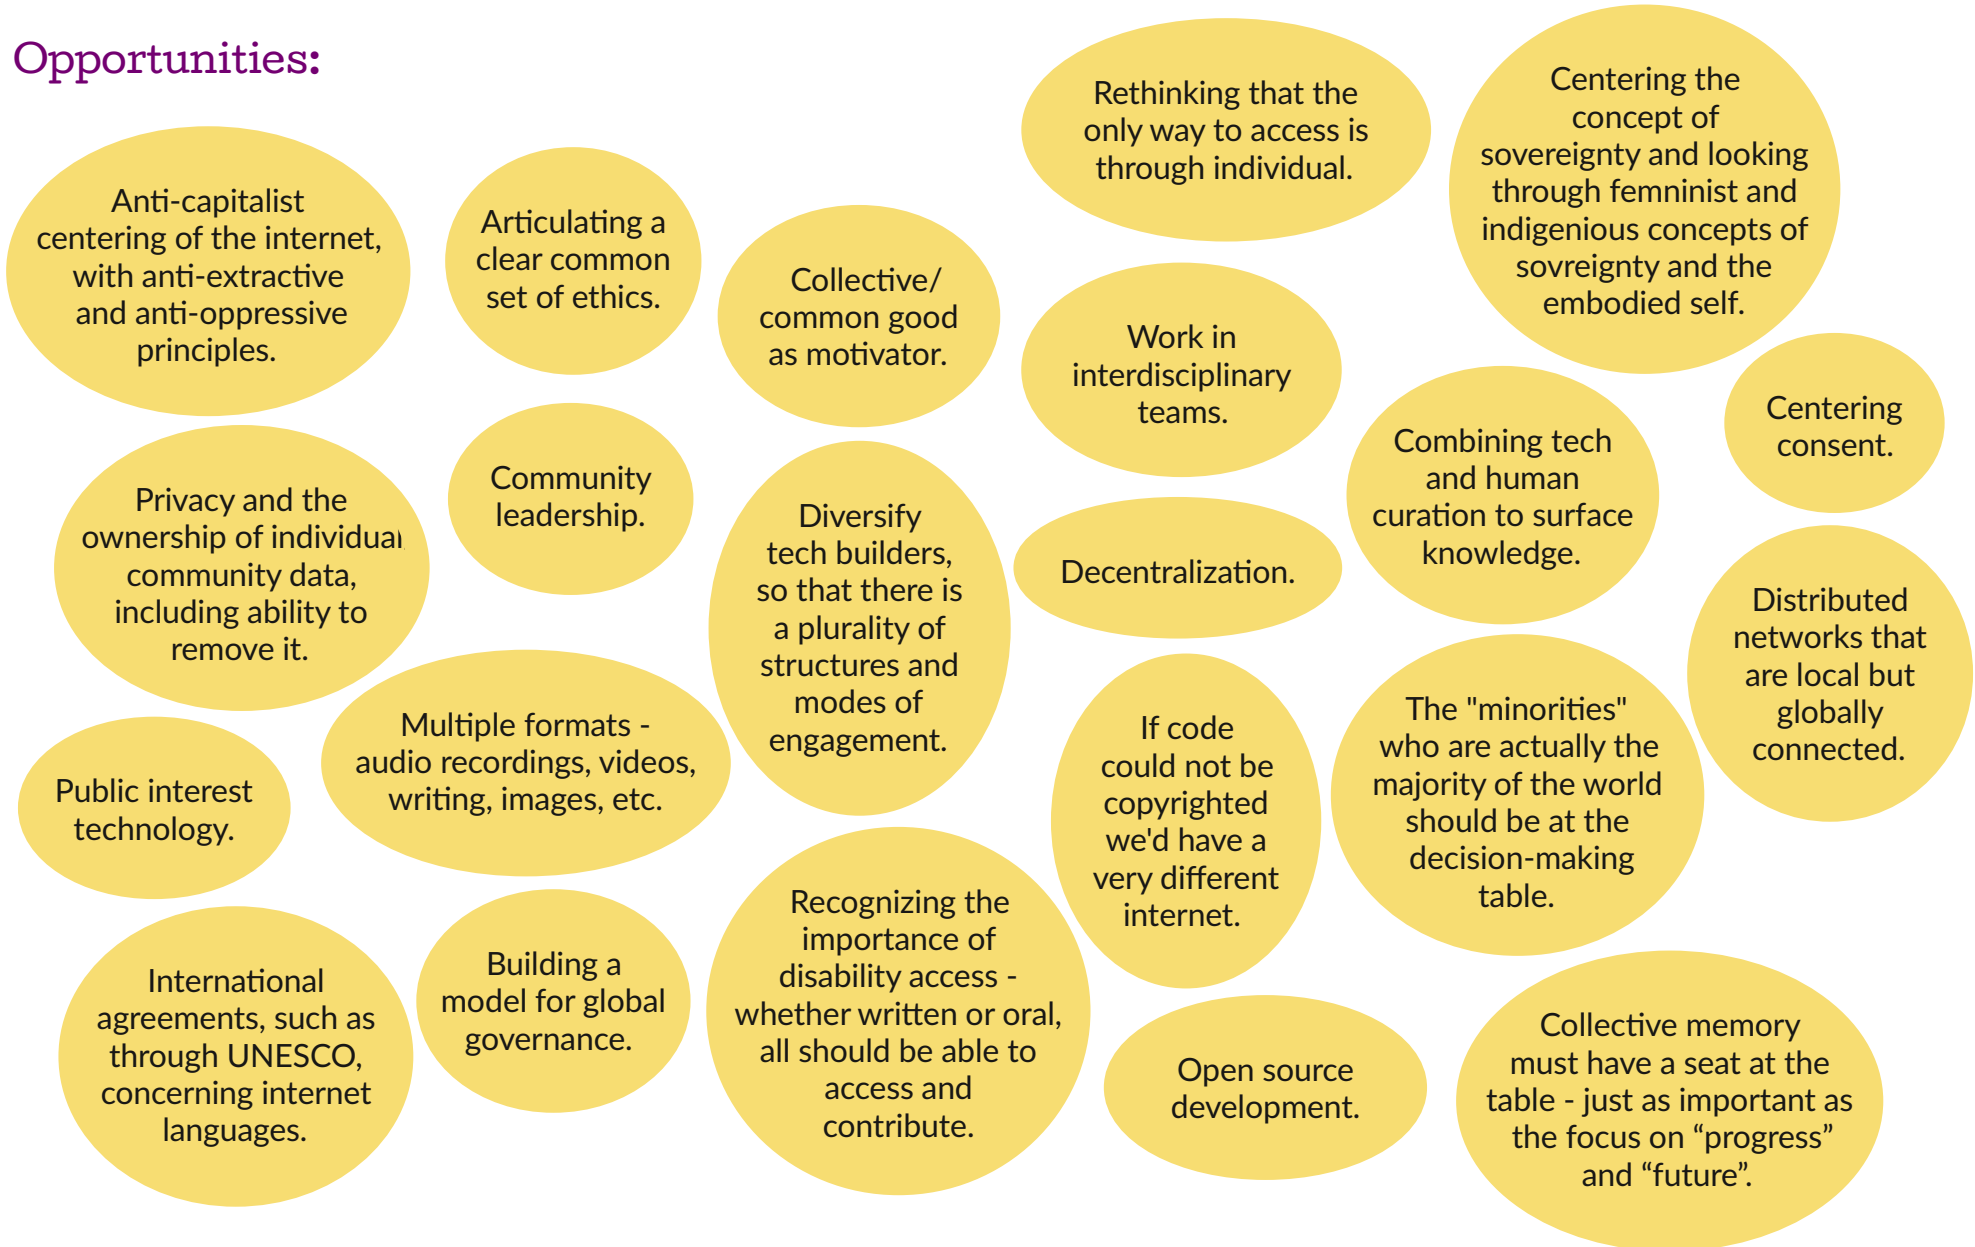 Opportunities:
Anti-capitalist
centering of the internet,
with anti-extractive
and anti-oppressive
principles.
Articulating a
clear common
set of ethics.
Collective/
common good
as motivator.
Rethinking that the
only way to access is
through individual.
Centering the
concept of
sovereignty and looking
through femninist and
indigenious concepts of
sovreignty and the
embodied self.
Work in
interdisciplinary
teams.
Centering
consent.
Privacy and the
ownership of individual
community data,
including ability to
remove it.
Community
leadership.
Diversify
tech builders,
so that there is
a plurality of
structures and
modes of
engagement.
Decentralization.
Combining tech
and human
curation to surface
knowledge.
Distributed
networks that
are local but
globally
connected.
Public interest
technology.
Multiple formats -
audio recordings, videos,
writing, images, etc.
If code
could not be
copyrighted
we'd have a
very different
internet.
The "minorities"
who are actually the
majority of the world
should be at the
decision-making
table.
International
agreements, such as
through UNESCO,
concerning internet
languages.
Building a
model for global
governance.
Recognizing the
importance of
disability access -
whether written or oral,
all should be able to
access and
contribute.
Open source
development.
Collective memory
must have a seat at the
table - just as important as
the focus on “progress”
and “future”.